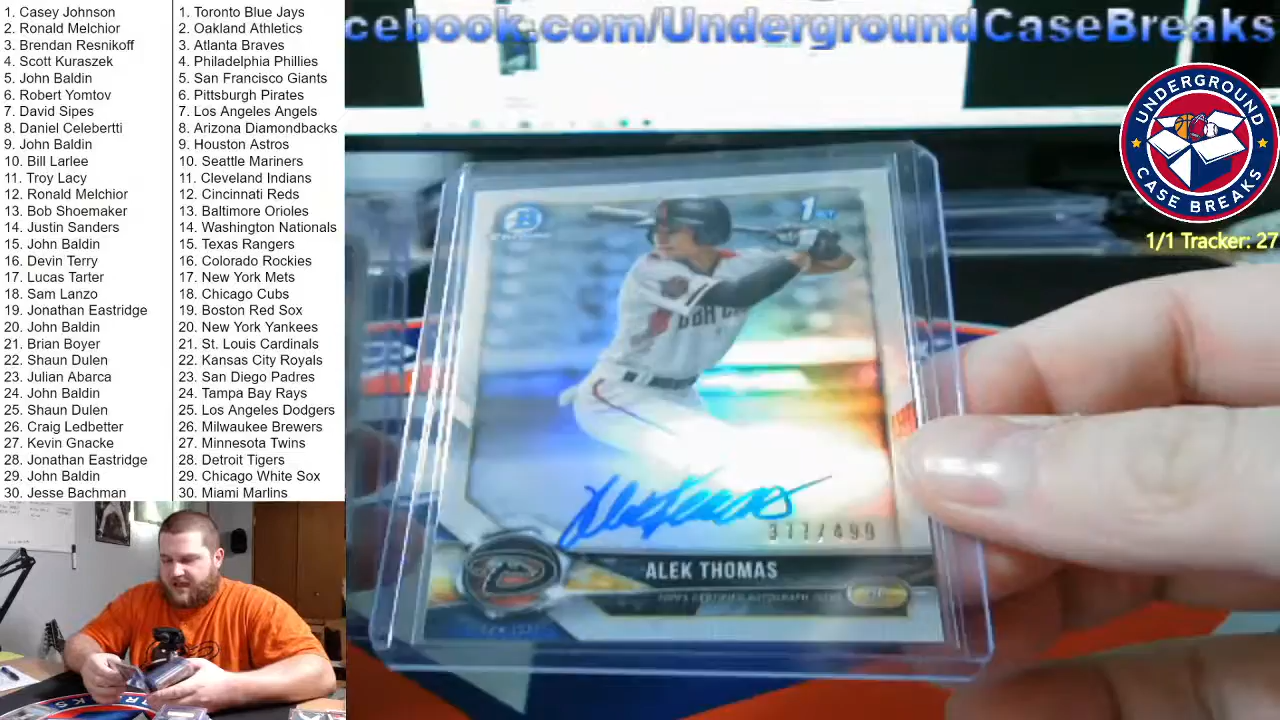 1. Casey Johnson
2. Ronald Melchior
3. Brendan Resnikoff
4. Scott Kuraszek
5. John Baldin
6. Robert Yomtov
7. David Sipes
8. Daniel Celebertti
9. John Baldin
10. Bill Larlee
11. Troy Lacy
12. Ronald Melchior
13. Bob Shoemaker
14. Justin Sanders
15. John Baldin
16. Devin Terry
17. Lucas Tarter
18. Sam Lanzo
19. Jonathan Eastridge
20. John Baldin
21. Brian Boyer
22. Shaun Dulen
23. Julian Abarca
24. John Baldin
25. Shaun Dulen
26. Craig Ledbetter
27. Kevin Gnacke
28. Jonathan Eastridge
29. John Baldin
30. Jesse Bachman
1. Toronto Blue Jays
2. Oakland Athletics
3. Atlanta Braves
4. Philadelphia Phillies
5. San Francisco Giants
6. Pittsburgh Pirates
7. Los Angeles Angels
8. Arizona Diamondbacks
9. Houston Astros
10. Seattle Mariners
11. Cleveland Indians
12. Cincinnati Reds
13. Baltimore Orioles
14. Washington Nationals
15. Texas Rangers
16. Colorado Rockies
17. New York Mets
18. Chicago Cubs
19. Boston Red Sox
20. New York Yankees
21. St. Louis Cardinals
22. Kansas City Royals
23. San Diego Padres
24. Tampa Bay Rays
25. Los Angeles Dodgers
26. Milwaukee Brewers
27. Minnesota Twins
28. Detroit Tigers
29. Chicago White Sox
30. Miami Marlins
cebook.com/UndergroundCaseBreaks
UNDERGROUND
CASE BREAKS
1/1 Tracker: 27
B
CHROME
1ST
377/499
ALEK THOMAS
TOPPS CERTIFIED AUTOGRAPH ISSUE